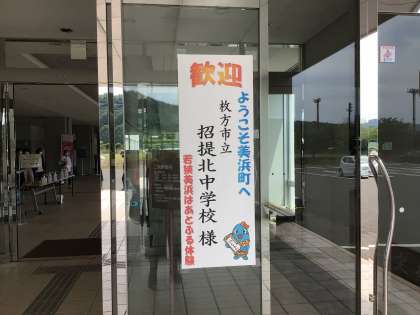 歓迎
ようこそ美浜町へ
枚方市立
招提北中学校様
若狭美浜はあとふる体験